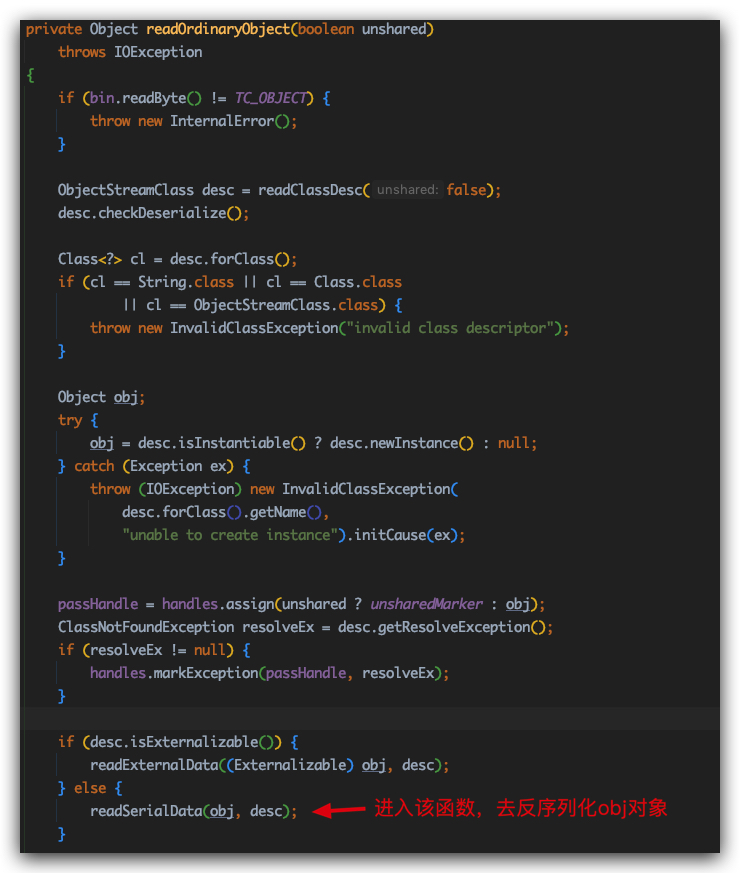 private Object readOrdinaryObject(boolean unshared)
    throws IOException
{
    if (bin.readByte() != TC_OBJECT) {
        throw new InternalError();
    }
    ObjectStreamClass desc = readClassDesc( unshared: false);
    desc.checkDeserialize();
    Class<?> cl = desc.forClass();
    if (cl == String.class || cl == Class.class
            || cl == ObjectStreamClass.class) {
        throw new InvalidClassException("invalid class descriptor");
    }
    Object obj;
    try {
        obj = desc.isInstantiable() ? desc.newInstance() : null;
    } catch (Exception ex) {
        throw (IOException) new InvalidClassException(
            desc.forClass().getName(),
            "unable to create instance").initCause(ex);
    }
    passHandle = handles.assign(unshared ? unsharedMarker : obj);
    ClassNotFoundException resolveEx = desc.getResolveException();
    if (resolveEx != null) {
        handles.markException(passHandle, resolveEx);
    }
    if (desc.isExternalizable()) {
        readExternalData((Externalizable) obj, desc);
    } else {
        readSerialData(obj, desc); 进入该函数，去反序列化obj对象
    }